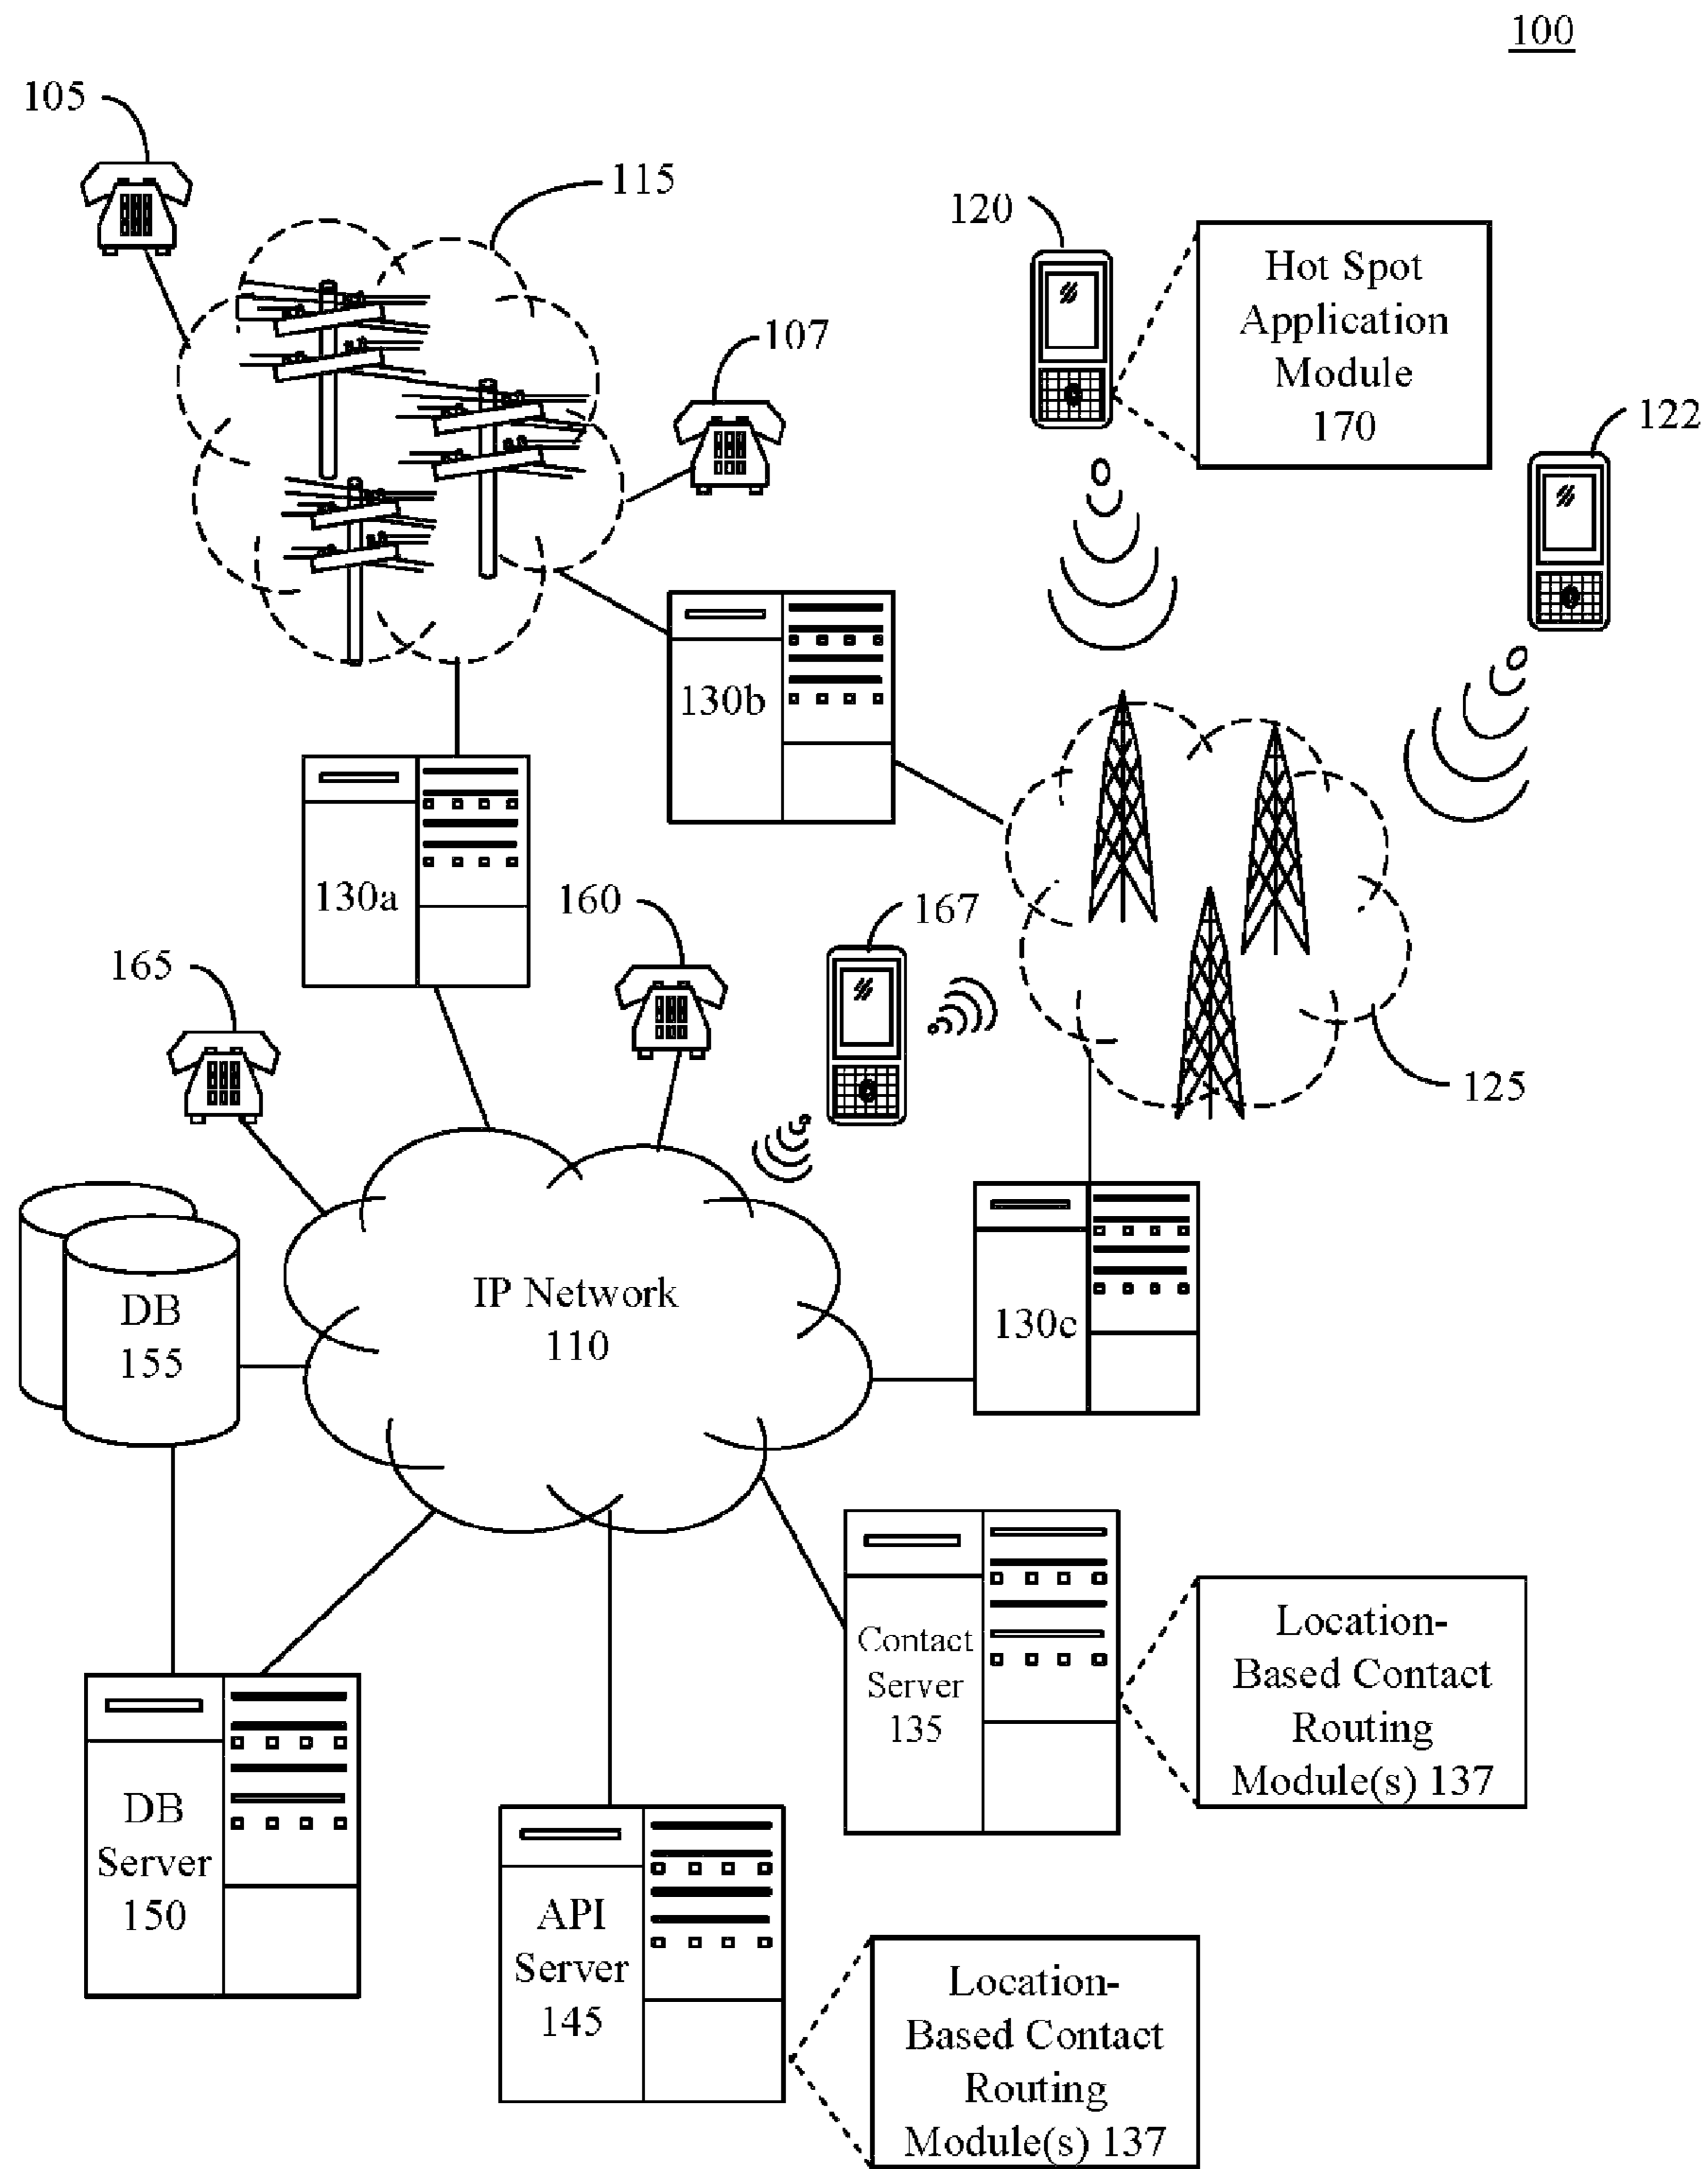 100
105
115
120
Hot Spot
Application
Module
170
107
122
130b
130a
160
167
165
125
IP Network
110
DB
155
130c
Contact
Server
135
Location-
Based Contact
Routing
Module(s) 137
DB
Server
150
API
Server
145
Location-
Based Contact
Routing
Module(s) 137